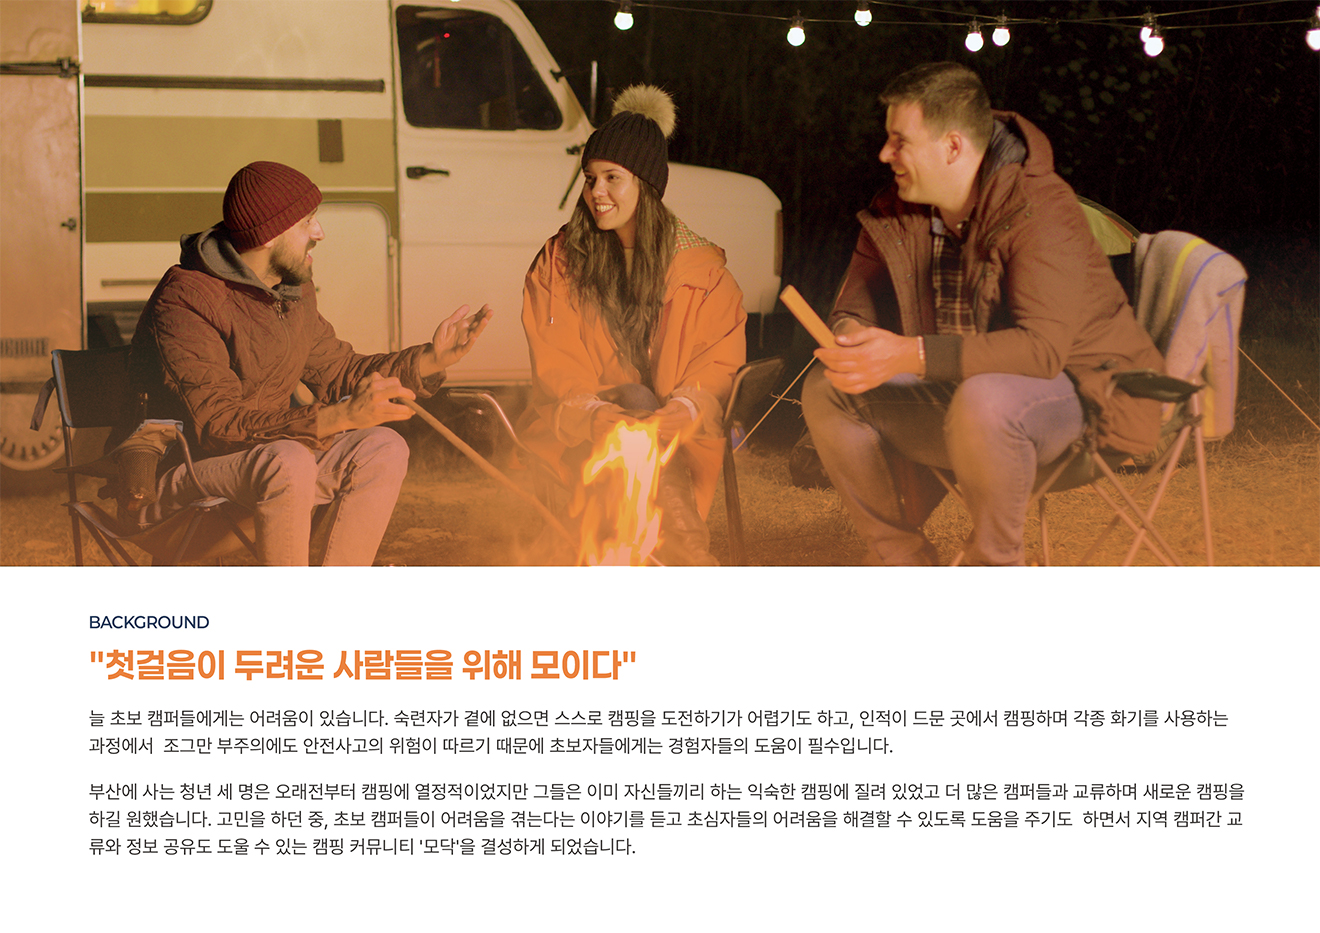 BACKGROUND
"첫걸음이 두려운 사람들을 위해 모이다"
늘 초보 캠퍼들에게는 어려움이 있습니다. 숙련자가 곁에 없으면 스스로 캠핑을 도전하기가 어렵기도 하고, 인적이 드문 곳에서 캠핑하며 각종 화기를 사용하는
과정에서  조그만 부주의에도 안전사고의 위험이 따르기 때문에 초보자들에게는 경험자들의 도움이 필수입니다.
부산에 사는 청년 세 명은 오래전부터 캠핑에 열정적이었지만 그들은 이미 자신들끼리 하는 익숙한 캠핑에 질려 있었고 더 많은 캠퍼들과 교류하며 새로운 캠핑을
하길 원했습니다. 고민을 하던 중, 초보 캠퍼들이 어려움을 겪는다는 이야기를 듣고 초심자들의 어려움을 해결할 수 있도록 도움을 주기도  하면서 지역 캠퍼간 교
류와 정보 공유도 도울 수 있는 캠핑 커뮤니티 '모닥'을 결성하게 되었습니다.